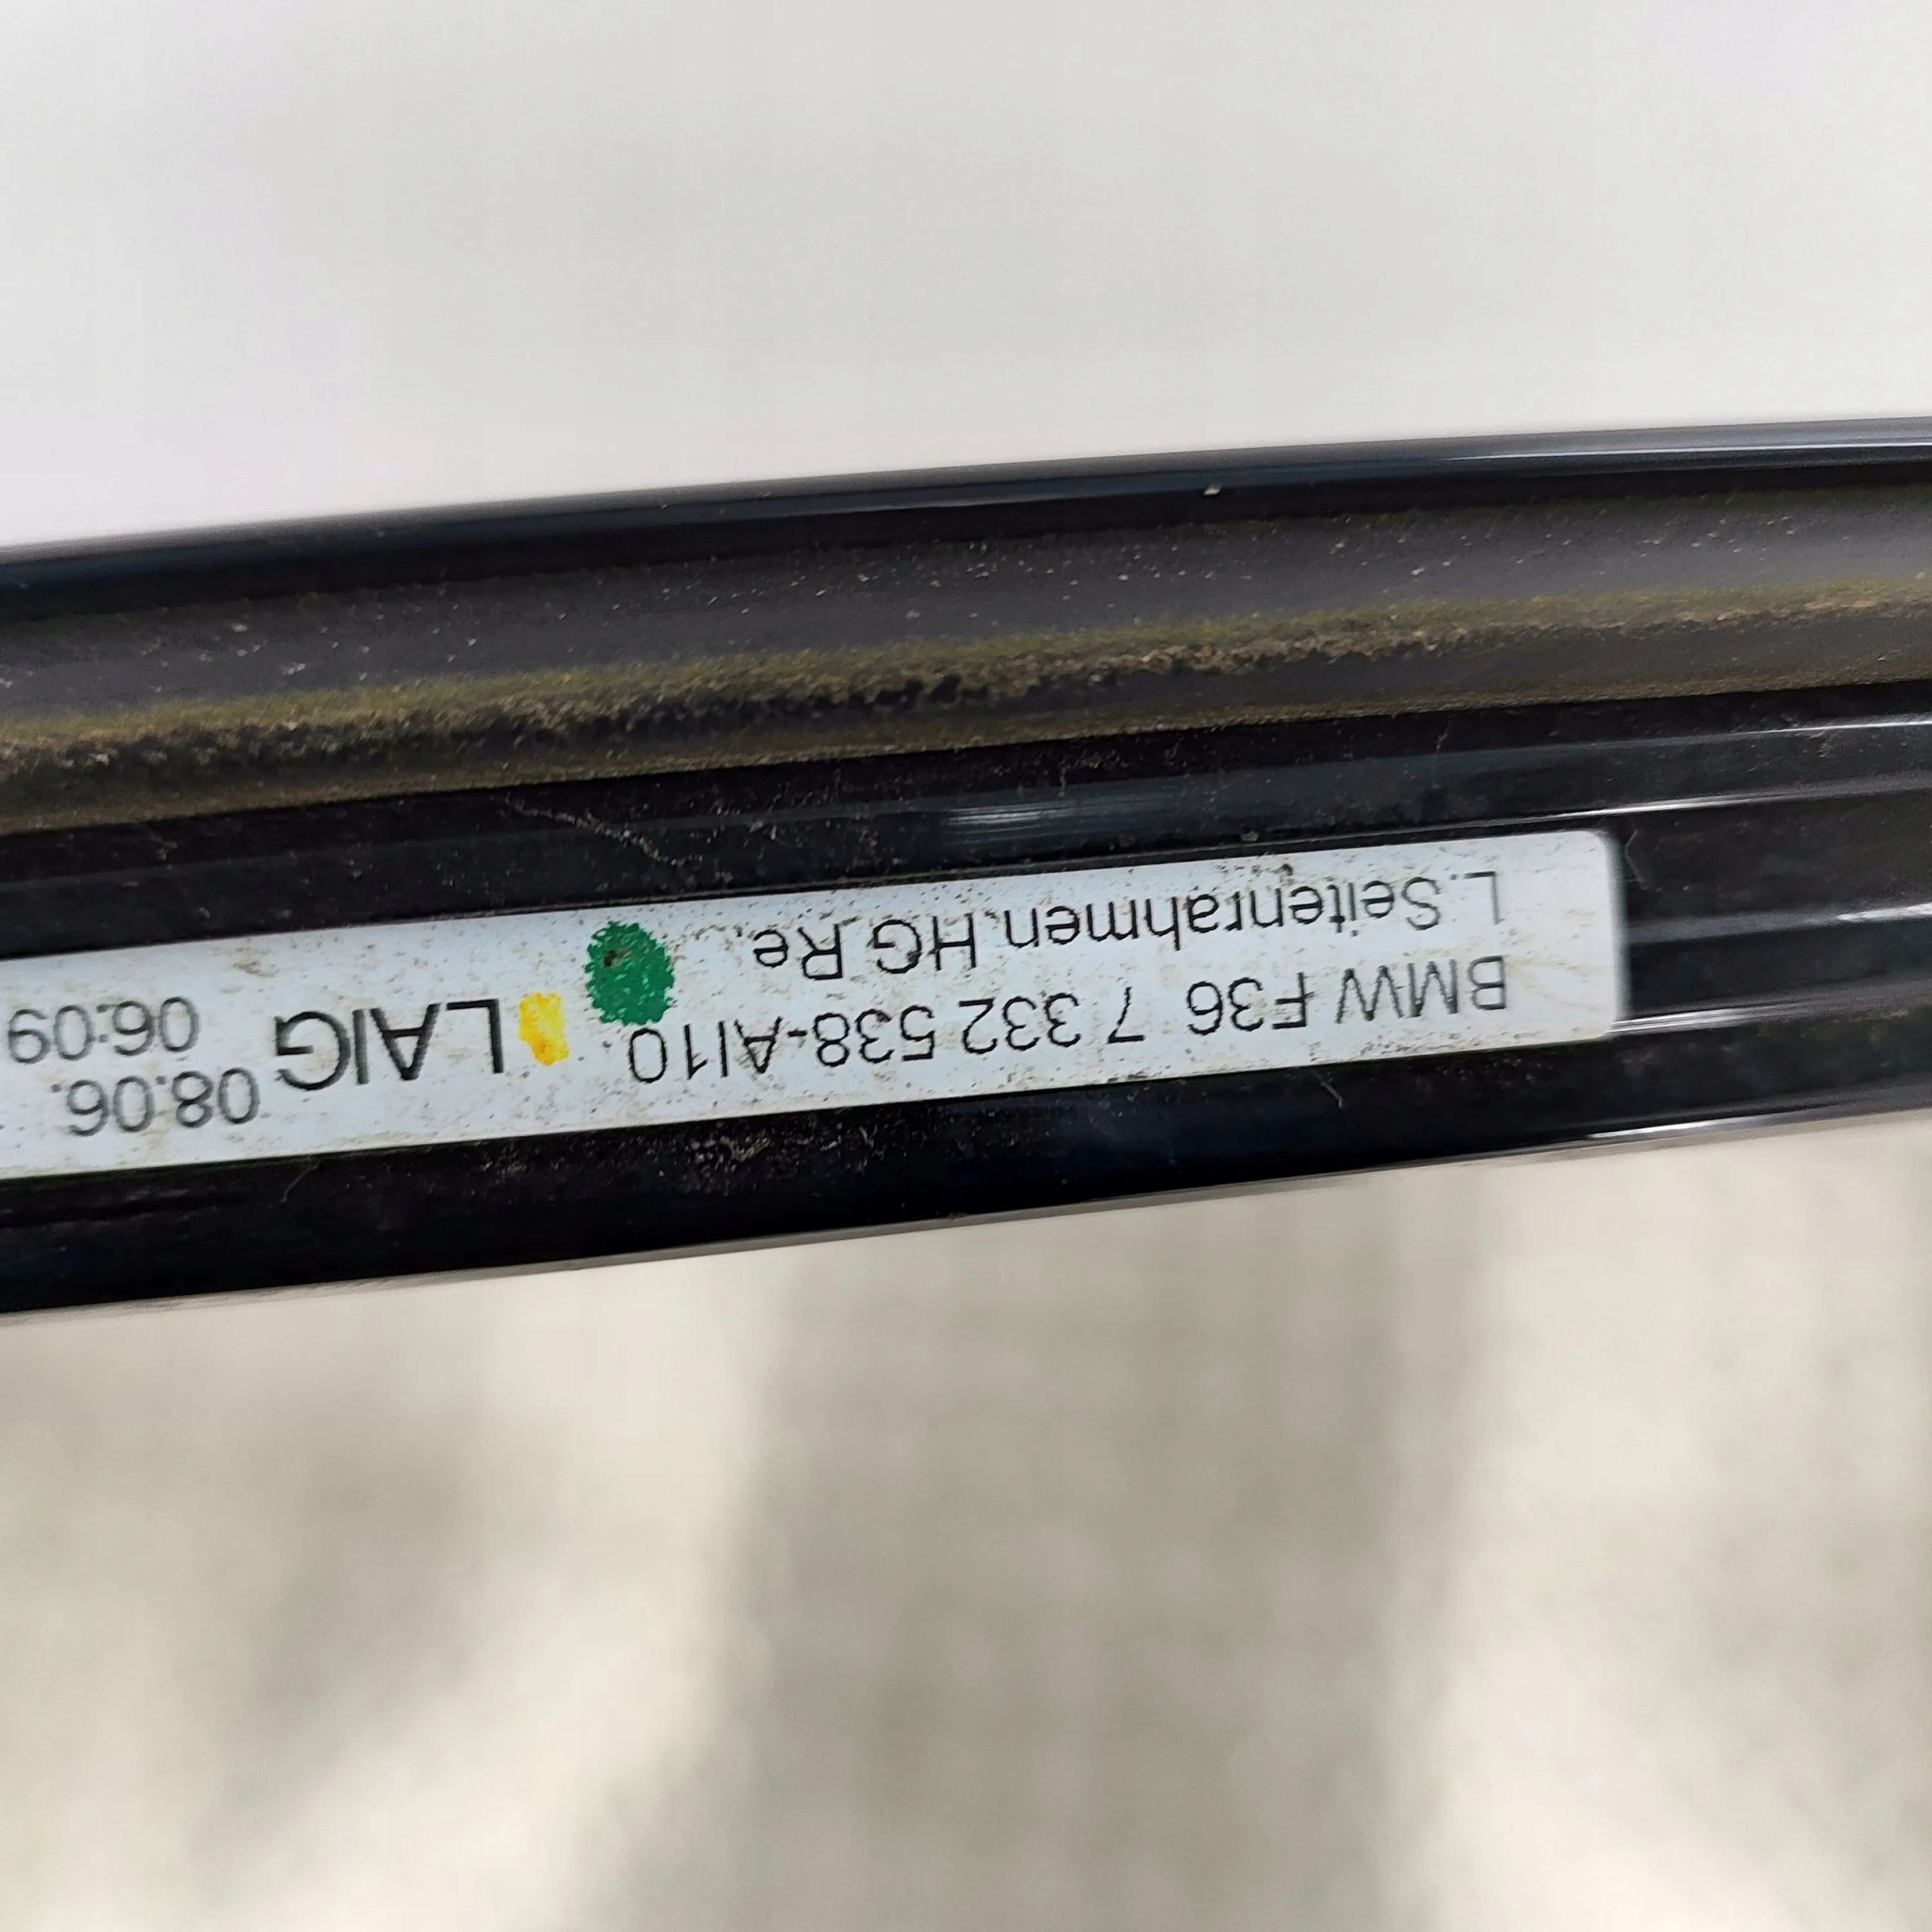 BMW F36 7 332 538-AI10
L.Seitenrahmen.HG.Re.
LAIG
08.06.
06:09